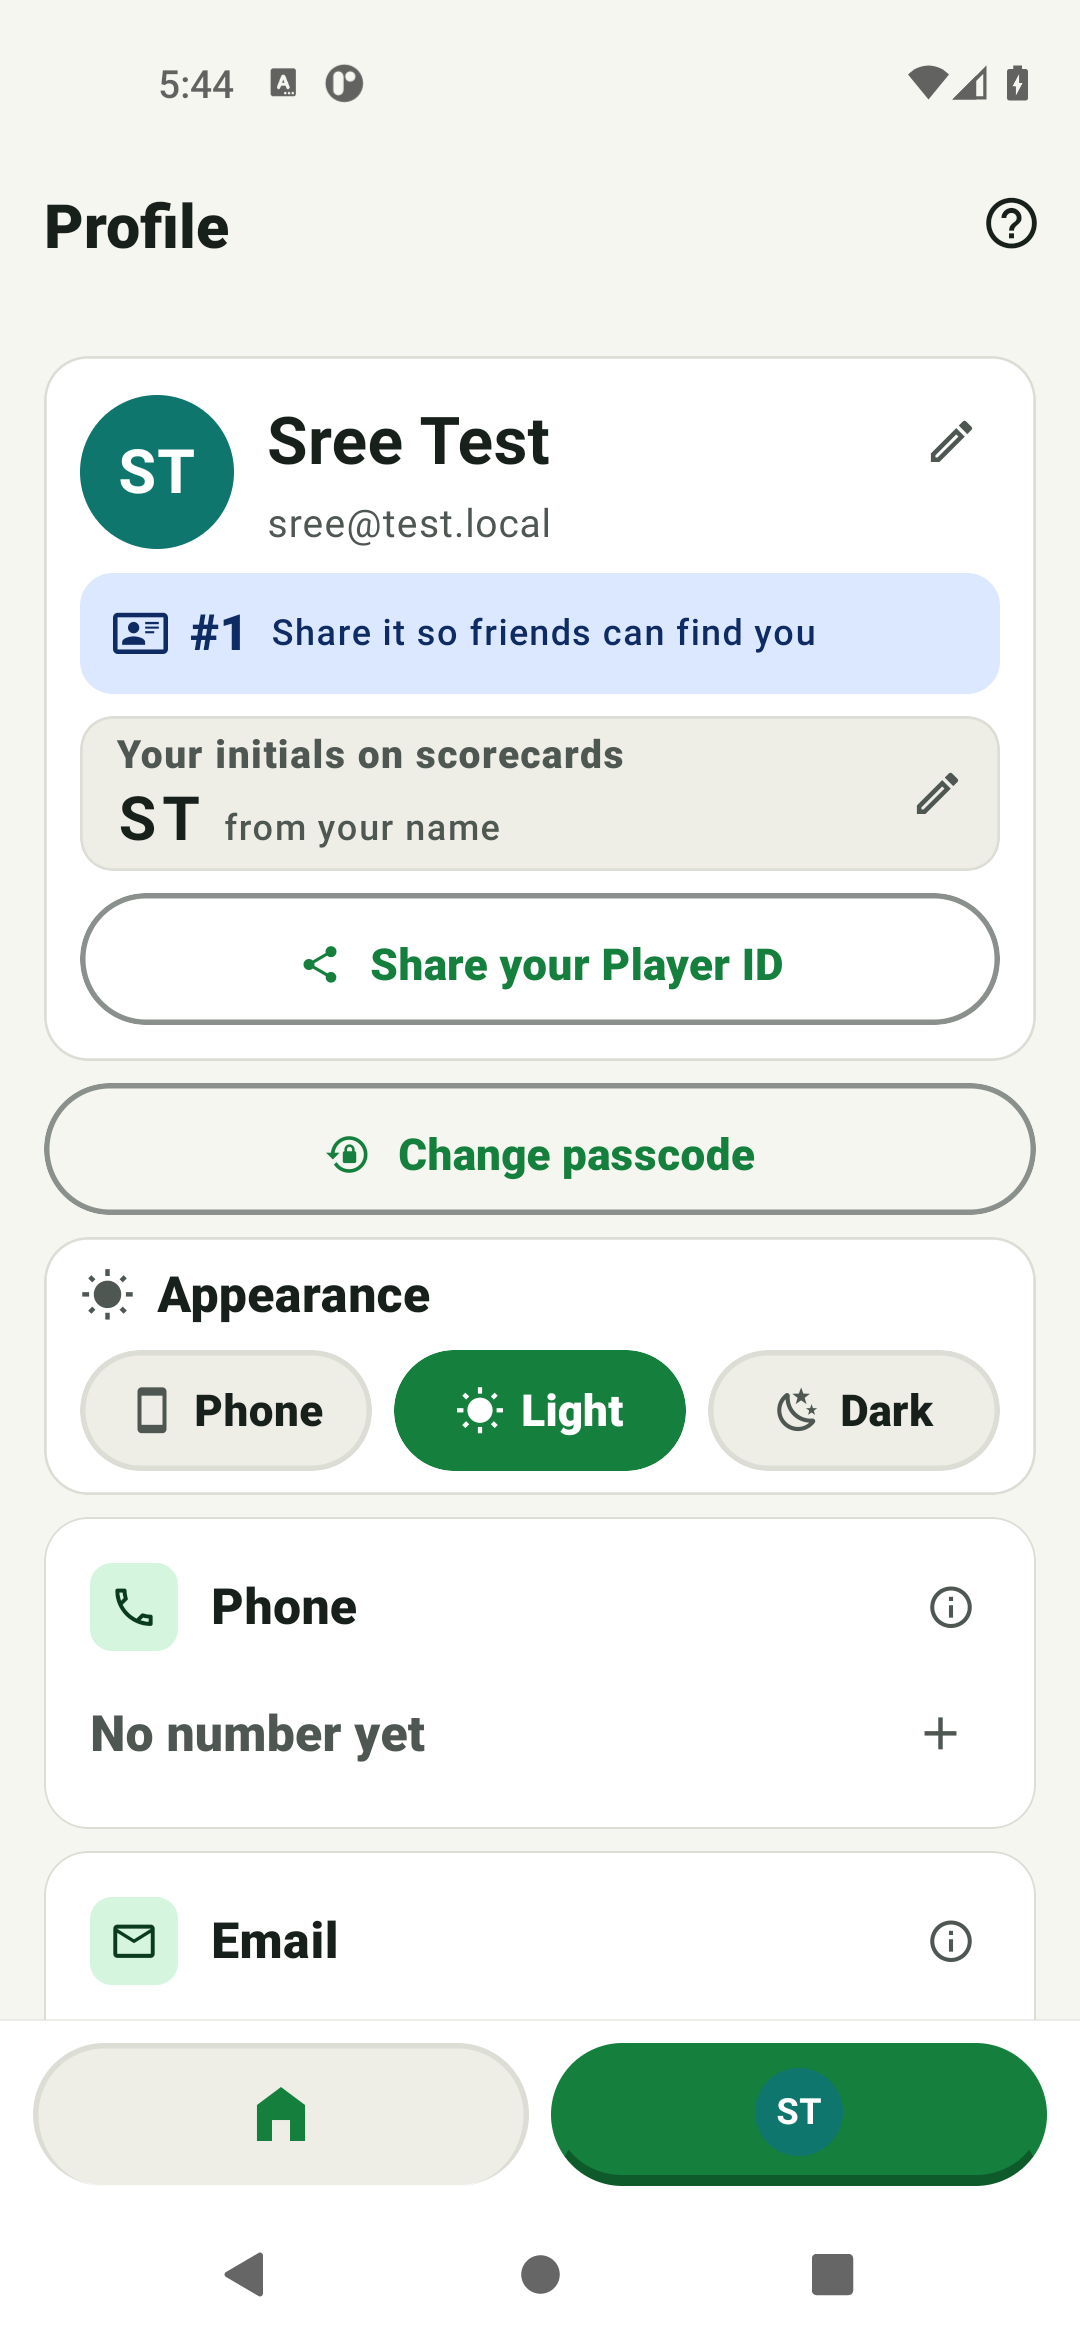 5:44
Profile
ST
Sree Test
sree@test.local
#1 Share it so friends can find you
Your initials on scorecards
ST from your name
Share your Player ID
Change passcode
Appearance
Phone
Light
Dark
Phone
No number yet
Email
ST